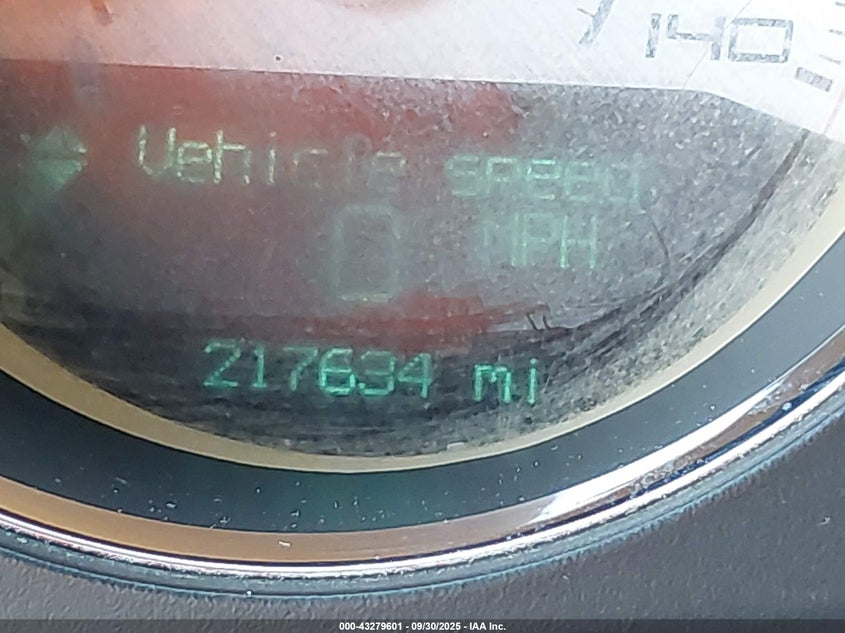 140
Vehicle speed
0 MPH
217634 mi
000-43279601 - 09/30/2025 - IAA Inc.